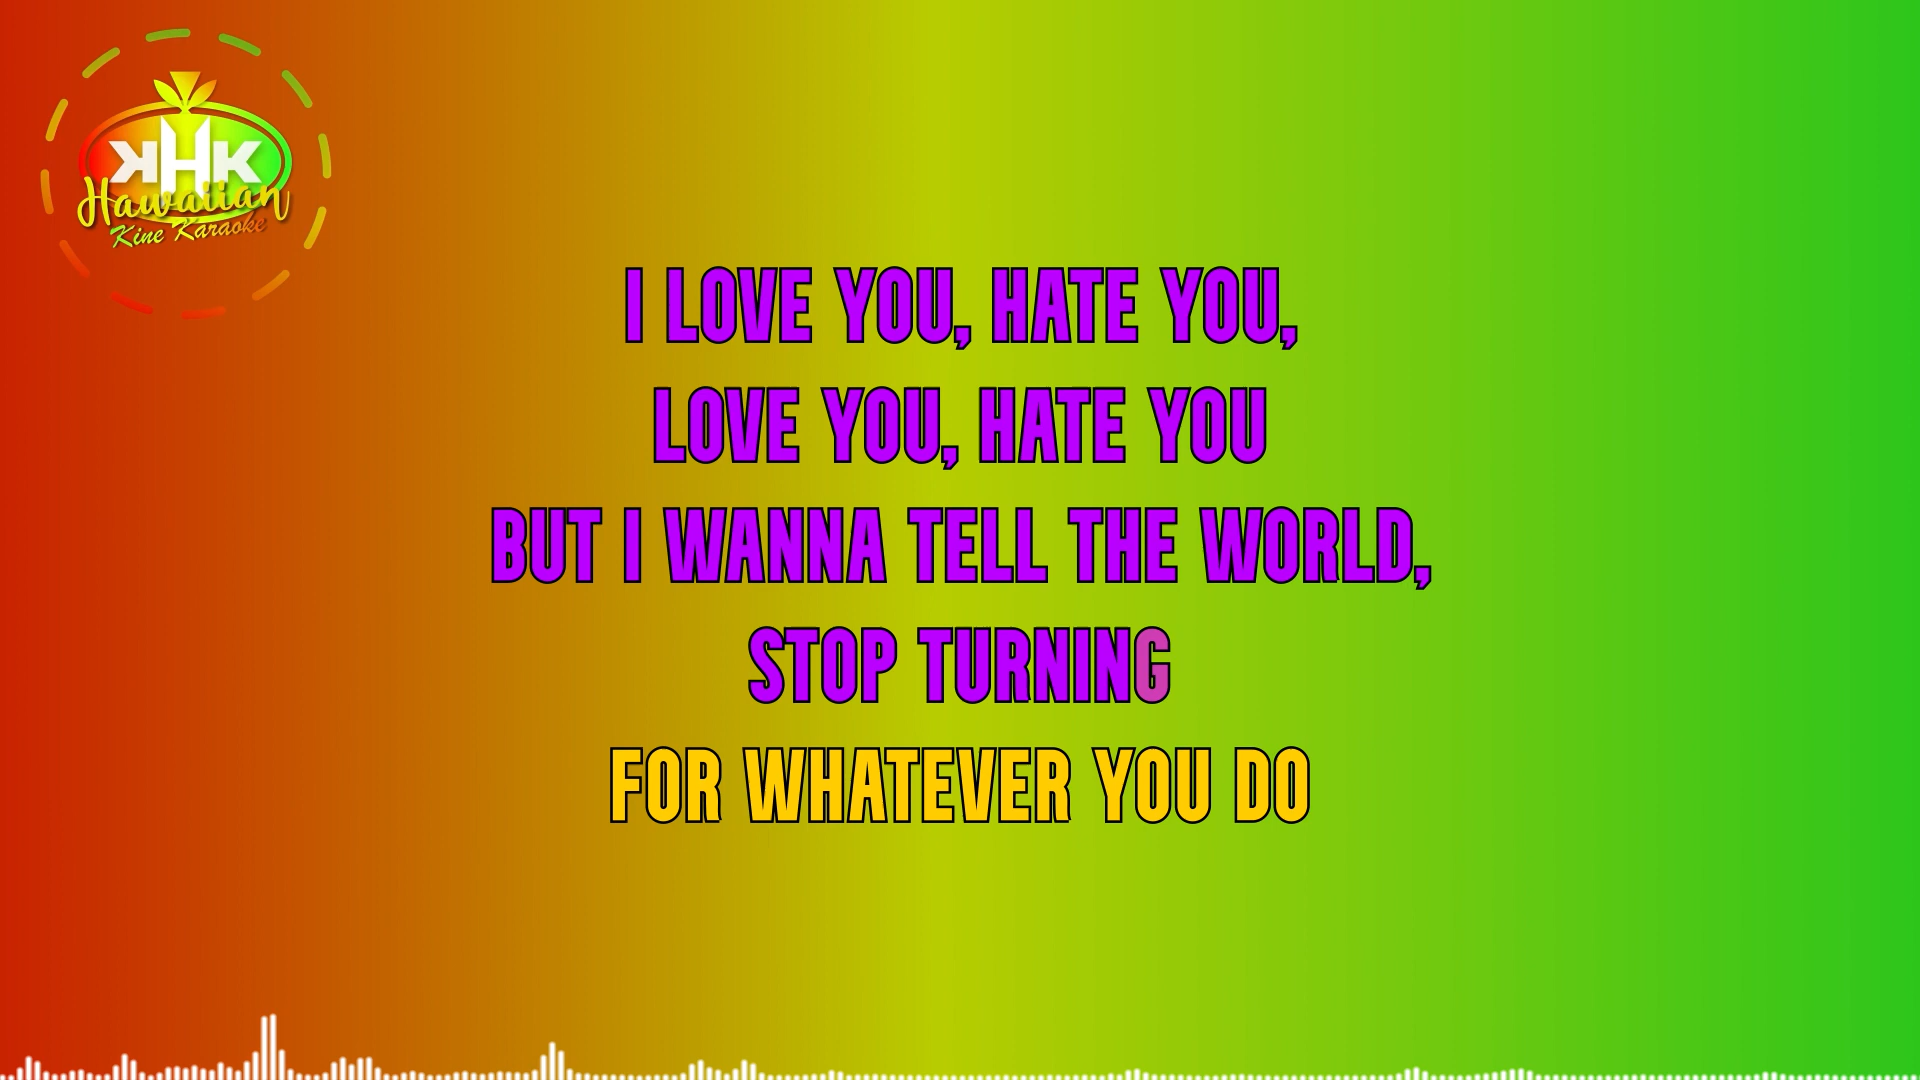 KHK
Hawaiian
Kine Karaoke
I LOVE YOU, HATE YOU,
LOVE YOU, HATE YOU
BUT I WANNA TELL THE WORLD,
STOP TURNING
FOR WHATEVER YOU DO